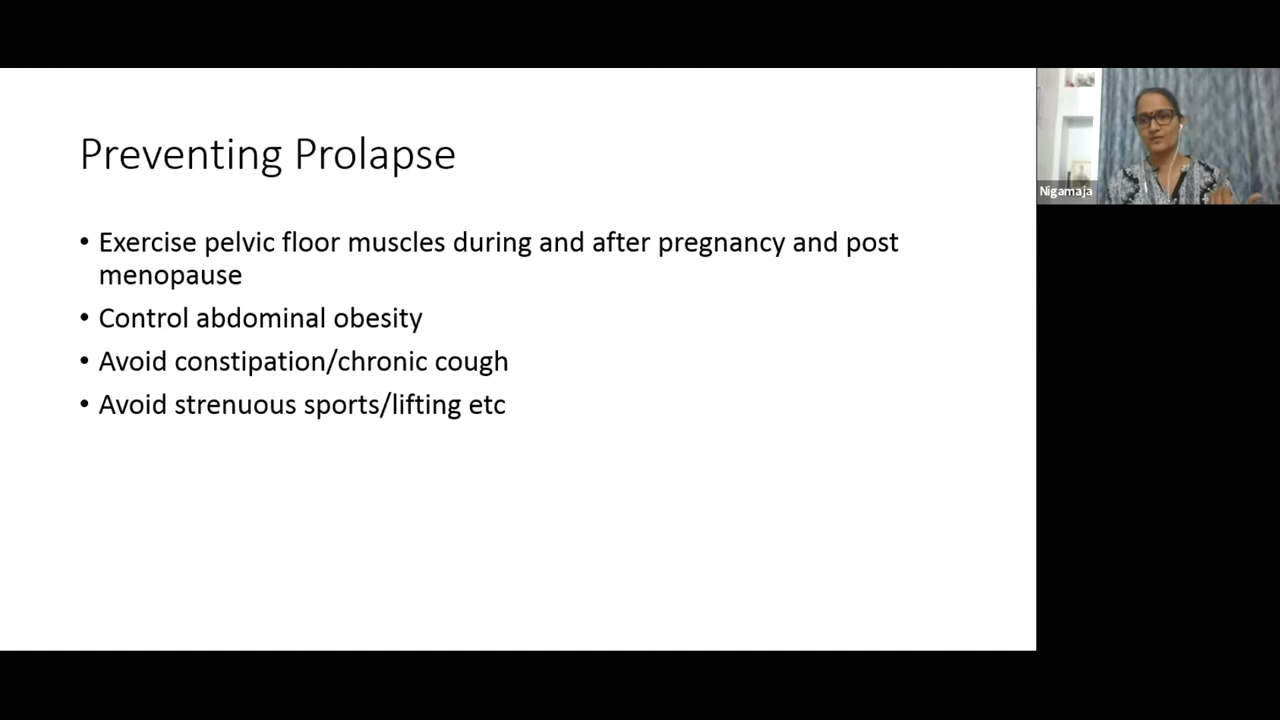 Preventing Prolapse
• Exercise pelvic floor muscles during and after pregnancy and post
menopause
• Control abdominal obesity
• Avoid constipation/chronic cough
• Avoid strenuous sports/lifting etc
Nigamaja